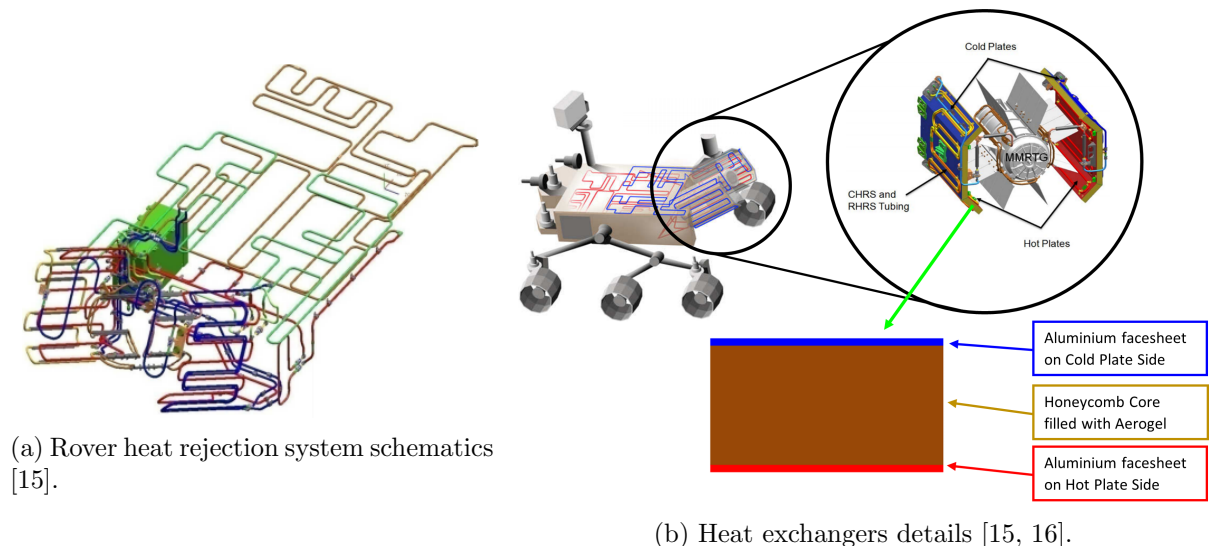 Cold Plates
MMRTG
CHRS and
RHRS Tubing
Hot Plates
Aluminium facesheet
on Cold Plate Side
Honeycomb Core
filled with Aerogel
Aluminium facesheet
on Hot Plate Side
(a) Rover heat rejection system schematics
[15].
(b) Heat exchangers details [15, 16].